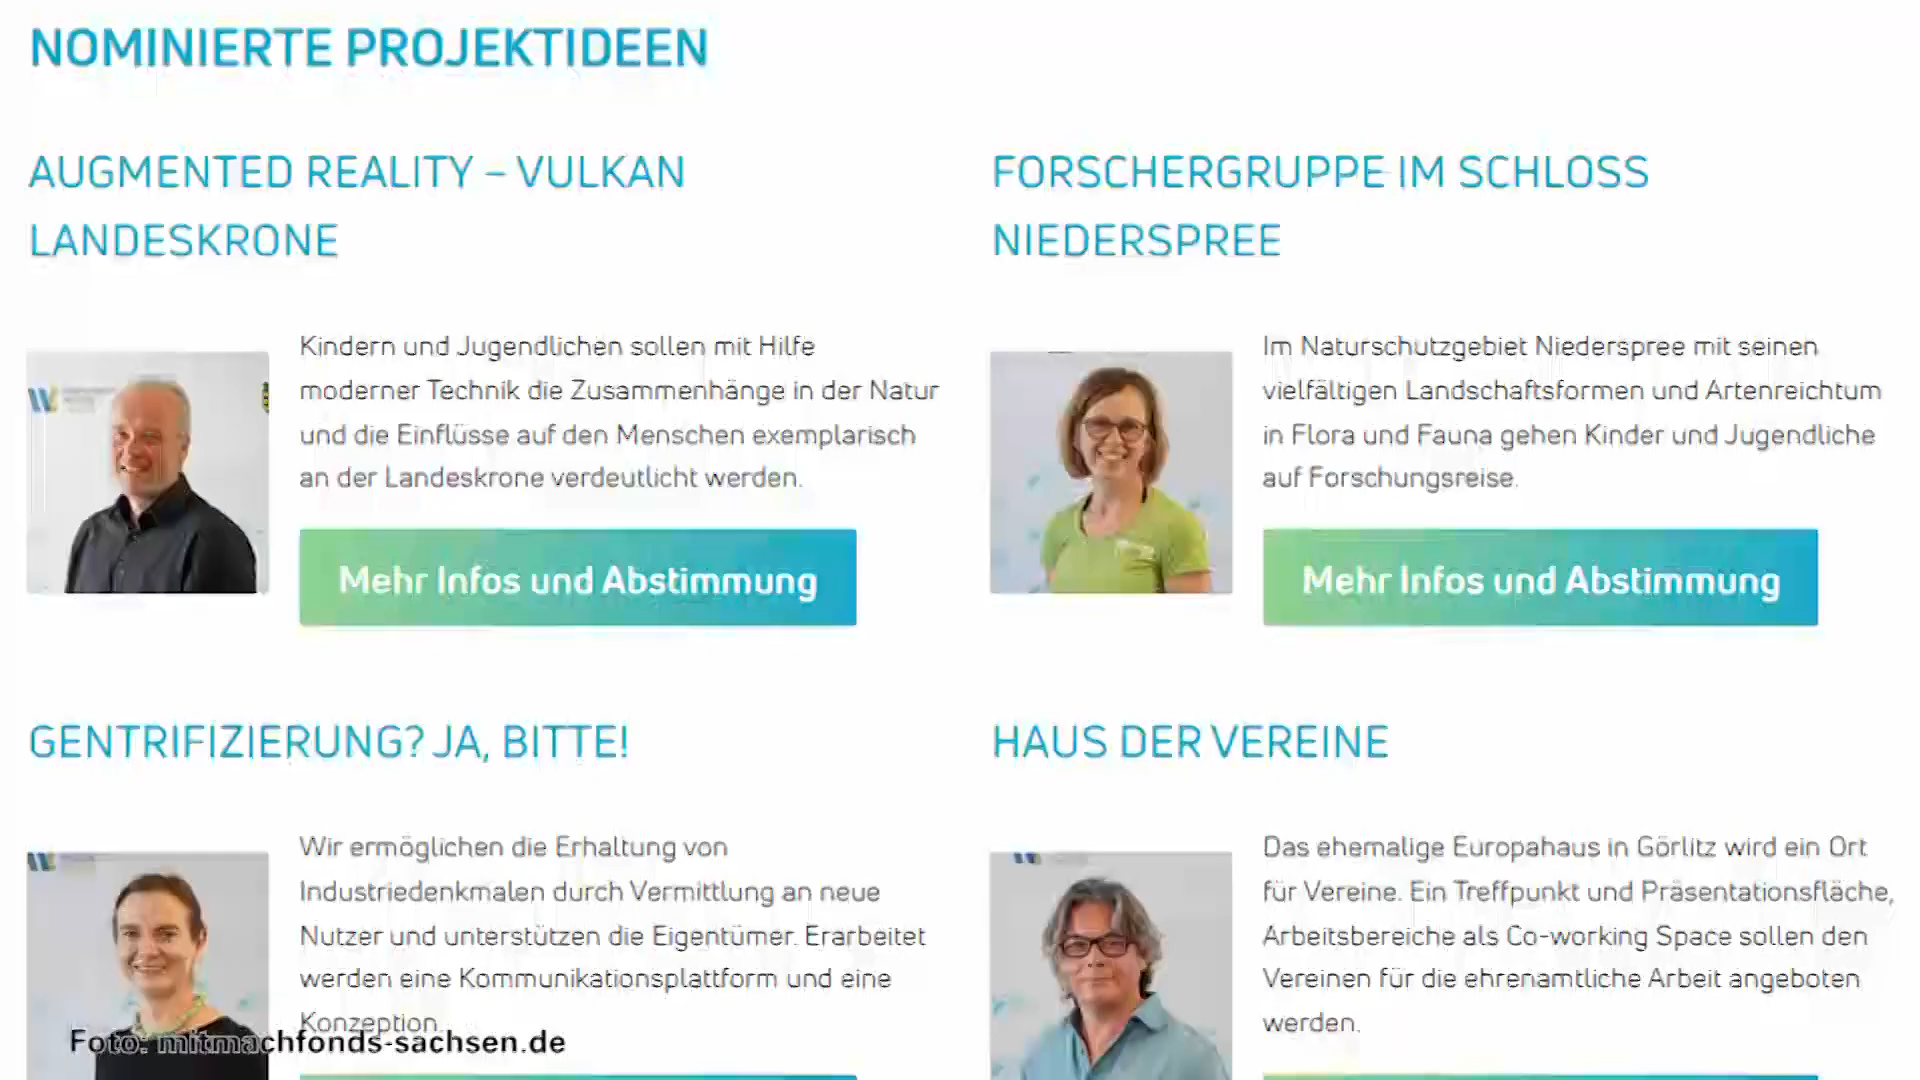 NOMINIERTE PROJEKTIDEEN
AUGMENTED REALITY – VULKAN
LANDESKRONE
Kindern und Jugendlichen sollen mit Hilfe
moderner Technik die Zusammenhänge in der Natur
und die Einflüsse auf den Menschen exemplarisch
an der Landeskrone verdeutlicht werden.
Mehr Infos und Abstimmung
FORSCHERGRUPPE IM SCHLOSS
NIEDERSPREE
Im Naturschutzgebiet Niederspree mit seinen
vielfältigen Landschaftsformen und Artenreichtum
in Flora und Fauna gehen Kinder und Jugendliche
auf Forschungsreise.
Mehr Infos und Abstimmung
GENTRIFIZIERUNG? JA, BITTE!
Wir ermöglichen die Erhaltung von
Industriedenkmalen durch Vermittlung an neue
Nutzer und unterstützen die Eigentümer. Erarbeitet
werden eine Kommunikationsplattform und eine
Konzeption.
HAUS DER VEREINE
Das ehemalige Europahaus in Görlitz wird ein Ort
für Vereine. Ein Treffpunkt und Präsentationsfläche,
Arbeitsbereiche als Co-working Space sollen den
Vereinen für die ehrenamtliche Arbeit angeboten
werden.
Foto: mitmachfonds-sachsen.de